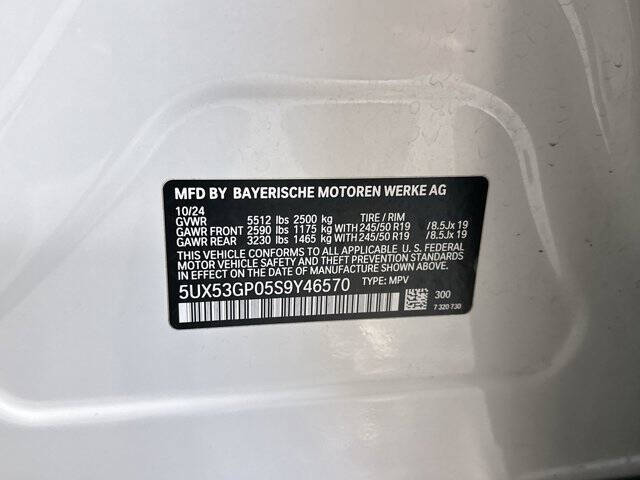 MFD BY BAYERISCHE MOTOREN WERKE AG
10/24
GVWR 5512 lbs 2500 kg TIRE / RIM
GAWR FRONT 2590 lbs 1175 kg WITH 245/50 R19 /8.5Jx 19
GAWR REAR 3230 lbs 1465 kg WITH 245/50 R19 /8.5Jx 19
THIS VEHICLE CONFORMS TO ALL APPLICABLE U. S. FEDERAL
MOTOR VEHICLE SAFETY, BUMPER, AND THEFT PREVENTION
STANDARDS IN EFFECT ON THE DATE OF MANUFACTURE SHOWN ABOVE.
5UX53GP05S9Y46570 TYPE: MPV
300
7 320 730